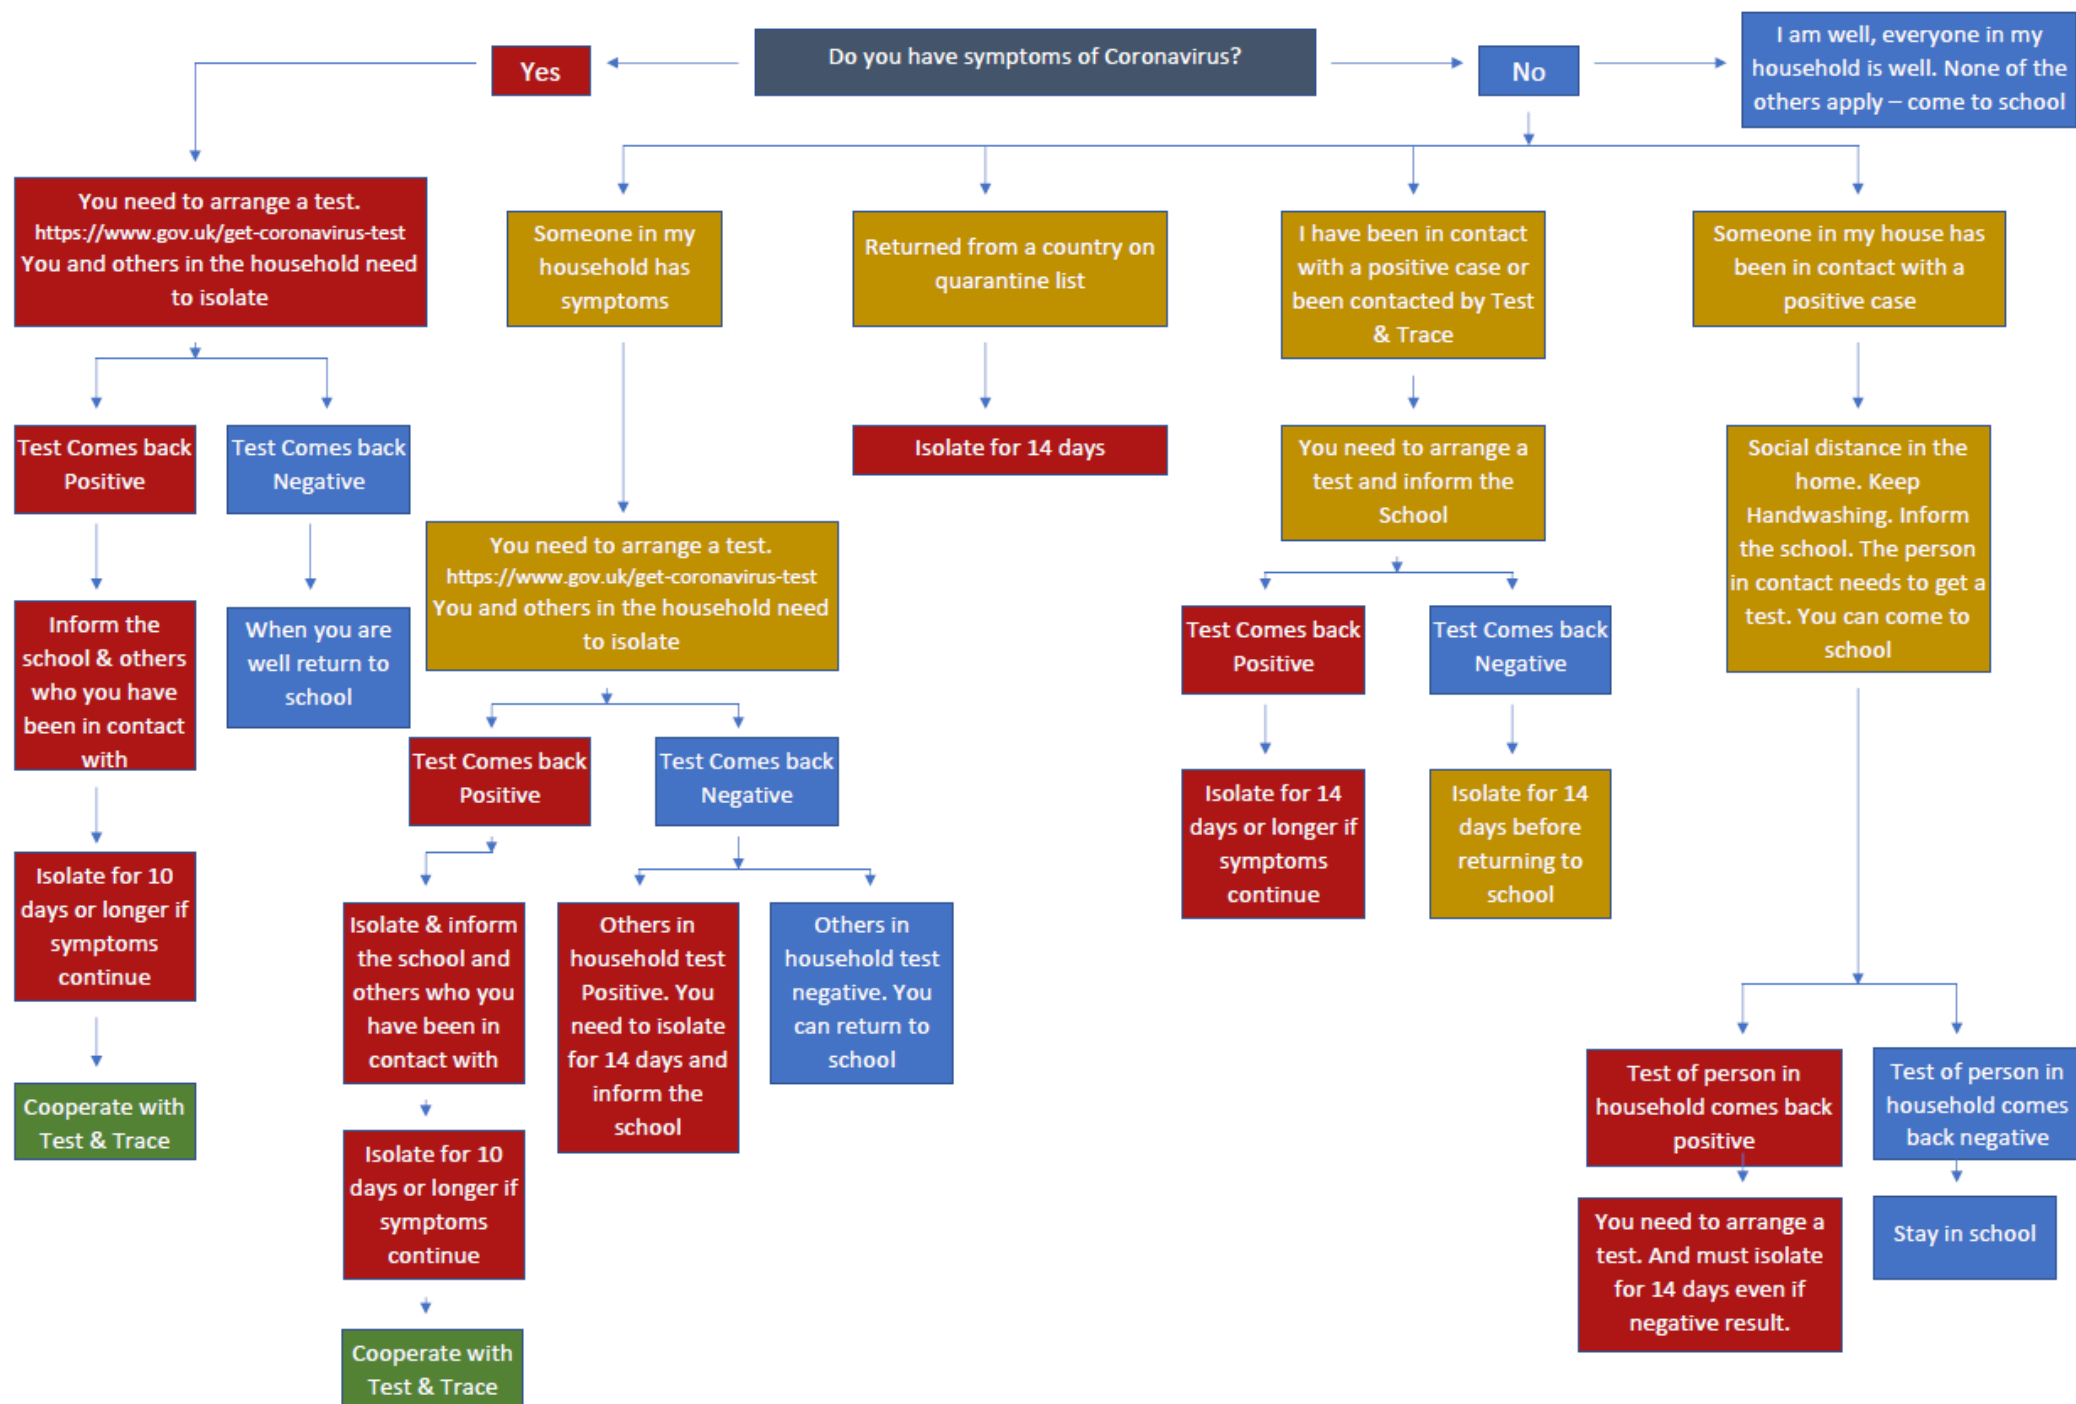 Do you have symptoms of Coronavirus?
Yes
No
I am well, everyone in my
household is well. None of the
others apply – come to school
You need to arrange a test.
https://www.gov.uk/get-coronavirus-test
You and others in the household need
to isolate
Someone in my
household has
symptoms
Returned from a country on
quarantine list
I have been in contact
with a positive case or
been contacted by Test
& Trace
Someone in my house has
been in contact with a
positive case
Test Comes back
Positive
Test Comes back
Negative
Isolate for 14 days
You need to arrange a
test and inform the
School
Social distance in the
home. Keep
Handwashing. Inform
the school. The person
in contact needs to get a
test. You can come to
school
You need to arrange a test.
https://www.gov.uk/get-coronavirus-test
You and others in the household need
to isolate
Inform the
school & others
who you have
been in contact
with
When you are
well return to
school
Test Comes back
Positive
Test Comes back
Negative
Test Comes back
Positive
Test Comes back
Negative
Isolate for 14
days or longer if
symptoms
continue
Isolate for 14
days before
returning to
school
Isolate for 10
days or longer if
symptoms
continue
Isolate & inform
the school and
others who you
have been in
contact with
Others in
household test
Positive. You
need to isolate
for 14 days and
inform the
school
Others in
household test
negative. You
can return to
school
Test of person in
household comes back
positive
Test of person in
household comes
back negative
Cooperate with
Test & Trace
Isolate for 10
days or longer if
symptoms
continue
You need to arrange a
test. And must isolate
for 14 days even if
negative result.
Stay in school
Cooperate with
Test & Trace